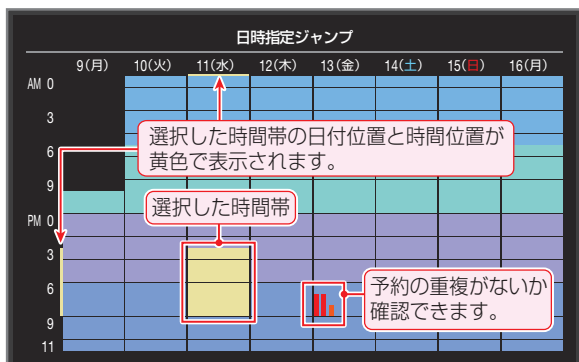 日時指定ジャンプ
9(月) 10(火) 11(水) 12(木) 13(金) 14(土) 15(日) 16(月)
AM 0
3
選択した時間帯の日付位置と時間位置が
黄色で表示されます。
6
9
選択した時間帯
PM 0
3
予約の重複がないか
確認できます。
6
9
11